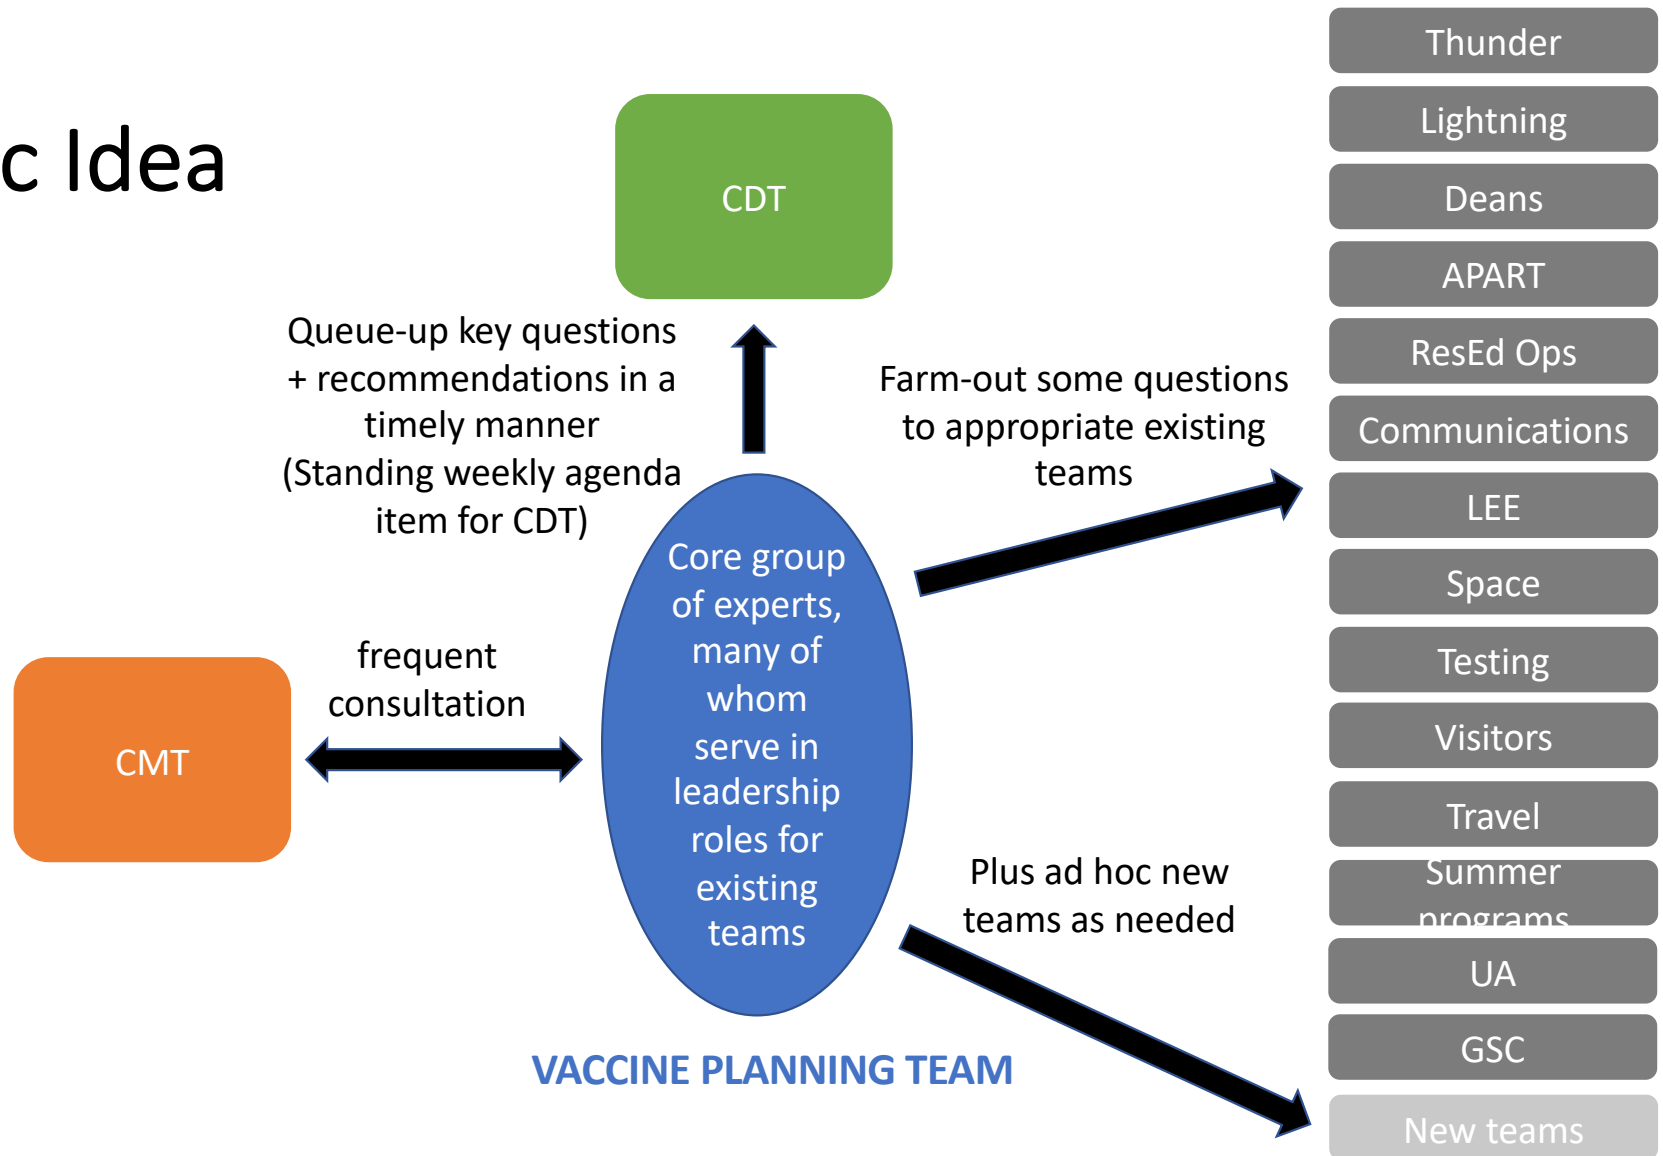 c Idea
CDT
Queue-up key questions
+ recommendations in a
timely manner
(Standing weekly agenda
item for CDT)
Farm-out some questions
to appropriate existing
teams
Core group
of experts,
many of
whom
serve in
leadership
roles for
existing
teams
frequent
consultation
CMT
Plus ad hoc new
teams as needed
VACCINE PLANNING TEAM
Thunder
Lightning
Deans
APART
ResEd Ops
Communications
LEE
Space
Testing
Visitors
Travel
Summer
programs
UA
GSC
New teams